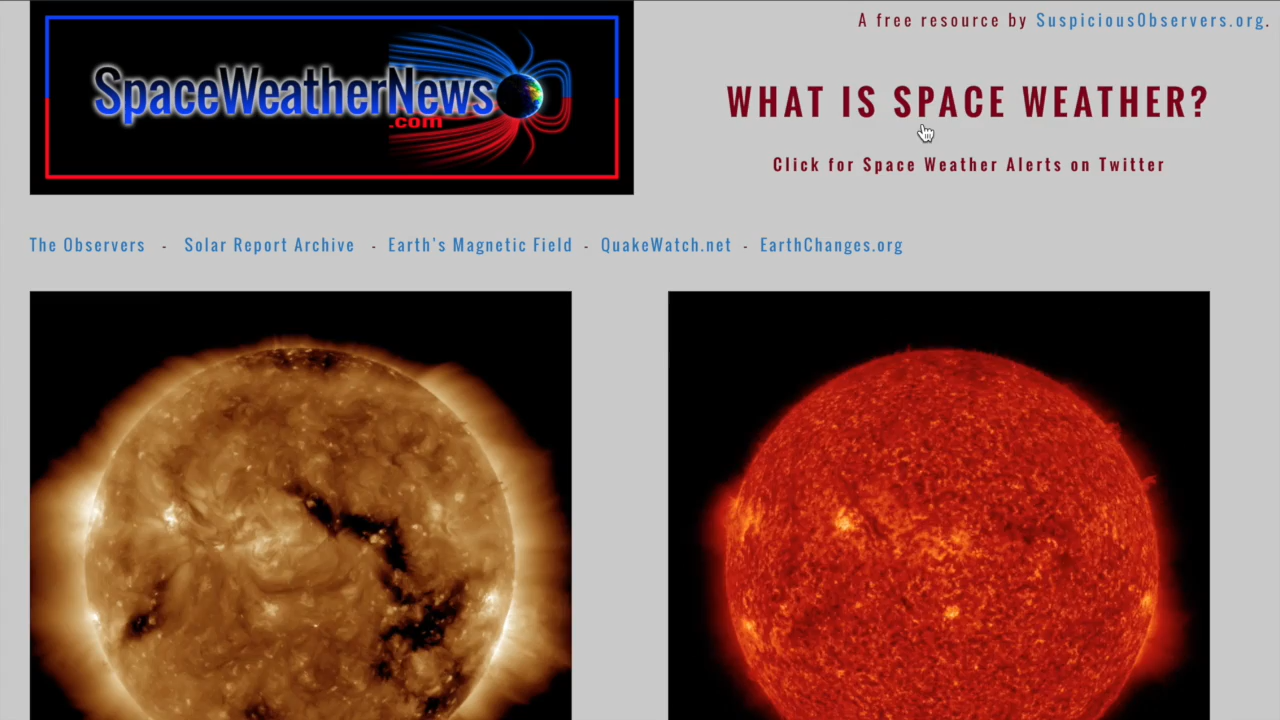 A free resource by SuspiciousObservers.org.
SpaceWeatherNews
.com
WHAT IS SPACE WEATHER?
Click for Space Weather Alerts on Twitter
The Observers - Solar Report Archive - Earth's Magnetic Field - QuakeWatch.net - EarthChanges.org